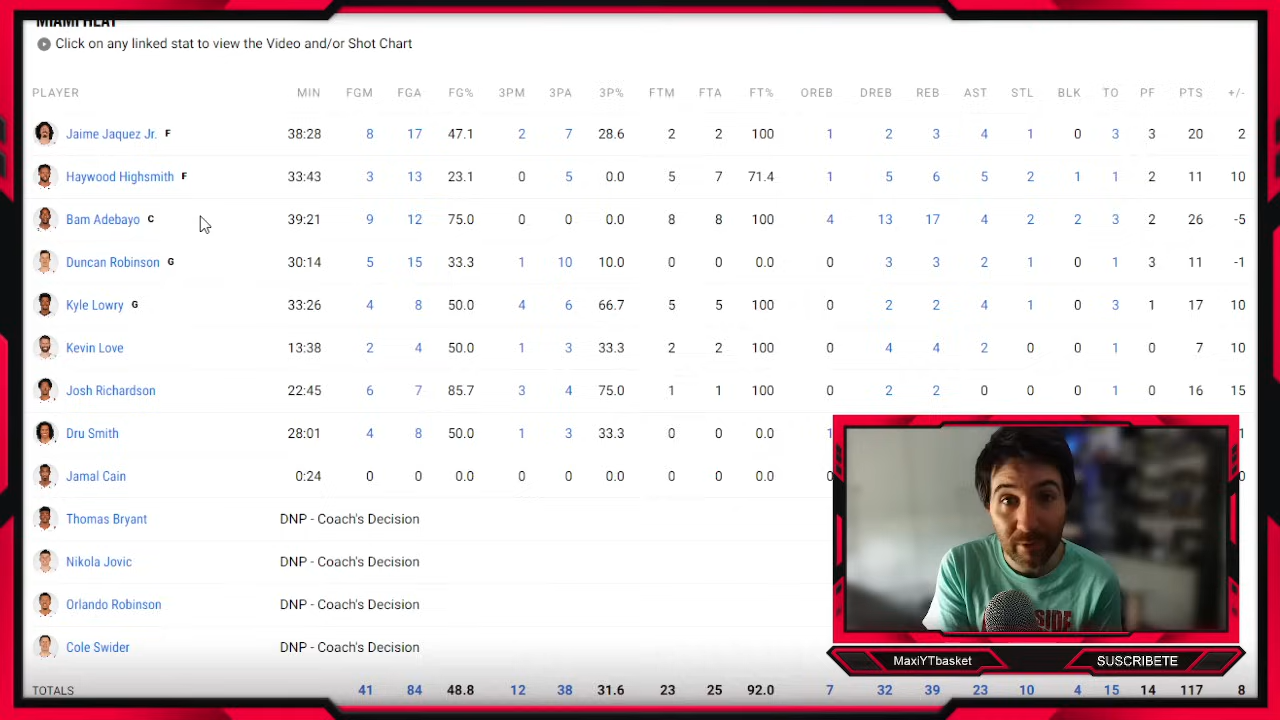 MIAMI HEAT
Click on any linked stat to view the Video and/or Shot Chart
PLAYER MIN FGM FGA FG% 3PM 3PA 3P% FTM FTA FT% OREB DREB REB AST STL BLK TO PF PTS +/-
Jaime Jaquez Jr. F 38:28 8 17 47.1 2 7 28.6 2 2 100 1 2 3 4 1 0 3 3 20 2
Haywood Highsmith F 33:43 3 13 23.1 0 5 0.0 5 7 71.4 1 5 6 5 2 1 1 2 11 10
Bam Adebayo C 39:21 9 12 75.0 0 0 0.0 8 8 100 4 13 17 4 2 2 3 2 26 -5
Duncan Robinson G 30:14 5 15 33.3 1 10 10.0 0 0 0.0 0 3 3 2 1 0 1 3 11 -1
Kyle Lowry G 33:26 4 8 50.0 4 6 66.7 5 5 100 0 2 2 4 1 0 3 1 17 10
Kevin Love 13:38 2 4 50.0 1 3 33.3 2 2 100 0 4 4 2 0 0 1 0 7 10
Josh Richardson 22:45 6 7 85.7 3 4 75.0 1 1 100 0 2 2 0 0 0 1 0 16 15
Dru Smith 28:01 4 8 50.0 1 3 33.3 0 0 0.0 1 1
Jamal Cain 0:24 0 0 0.0 0 0 0.0 0 0 0.0 0 0
Thomas Bryant DNP - Coach's Decision
Nikola Jovic DNP - Coach's Decision
Orlando Robinson DNP - Coach's Decision
Cole Swider DNP - Coach's Decision
SIDE
MaxiYTbasket SUSCRIBETE
TOTALS 41 84 48.8 12 38 31.6 23 25 92.0 7 32 39 23 10 4 15 14 117 8